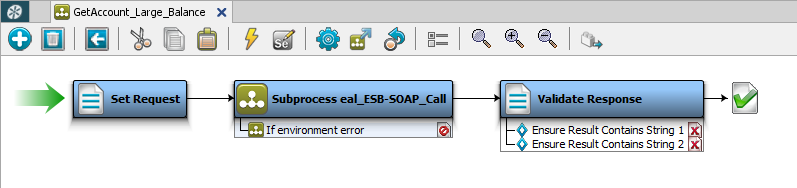 GetAccount_Large_Balance
Se
Set Request
Subprocess eal_ESB-SOAP_Call
Validate Response
If environment error
Ensure Result Contains String 1
Ensure Result Contains String 2